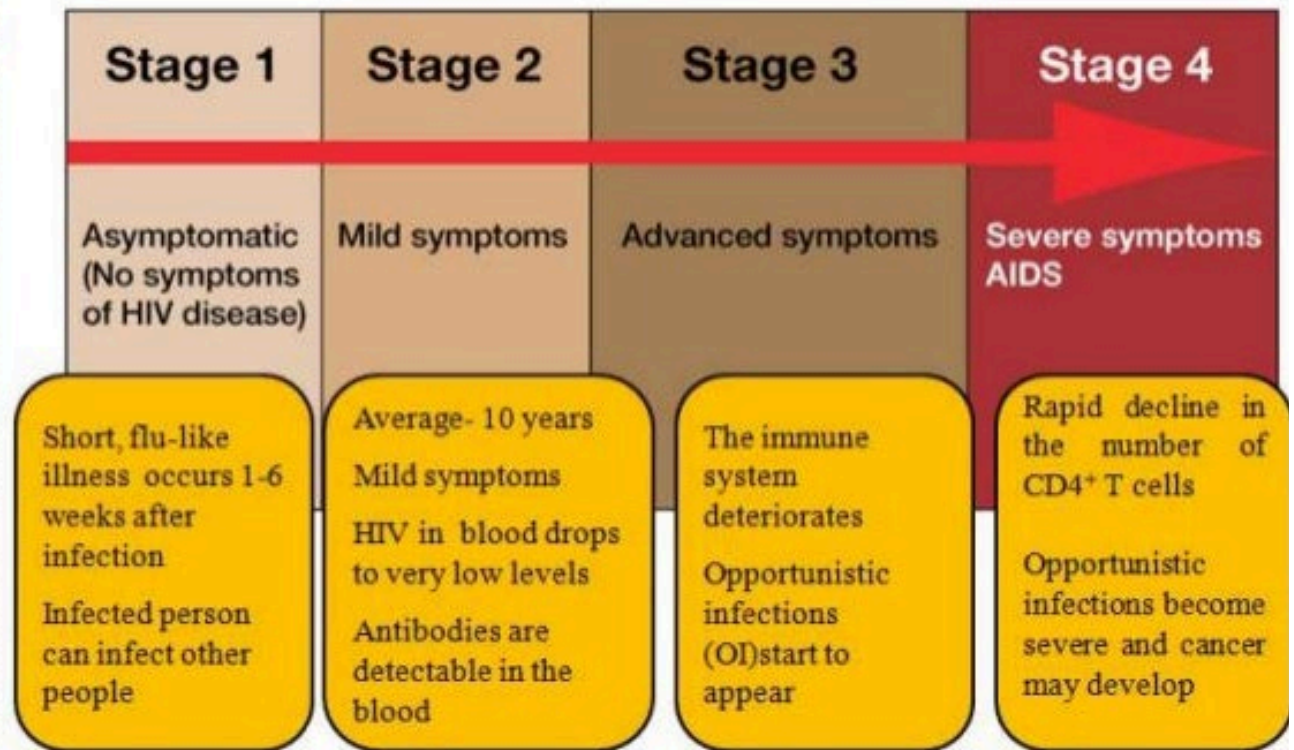 Stage 1
Asymptomatic
(No symptoms
of HIV disease)
Short, flu-like
illness occurs 1-6
weeks after
infection
Infected person
can infect other
people
Stage 2
Mild symptoms
Average- 10 years
Mild symptoms
HIV in blood drops
to very low levels
Antibodies are
detectable in the
blood
Stage 3
Advanced symptoms
The immune
system
deteriorates
Opportunistic
infections
(OI)start to
appear
Stage 4
Severe symptoms
AIDS
Rapid decline in
the number of
CD4⁺ T cells
Opportunistic
infections become
severe and cancer
may develop